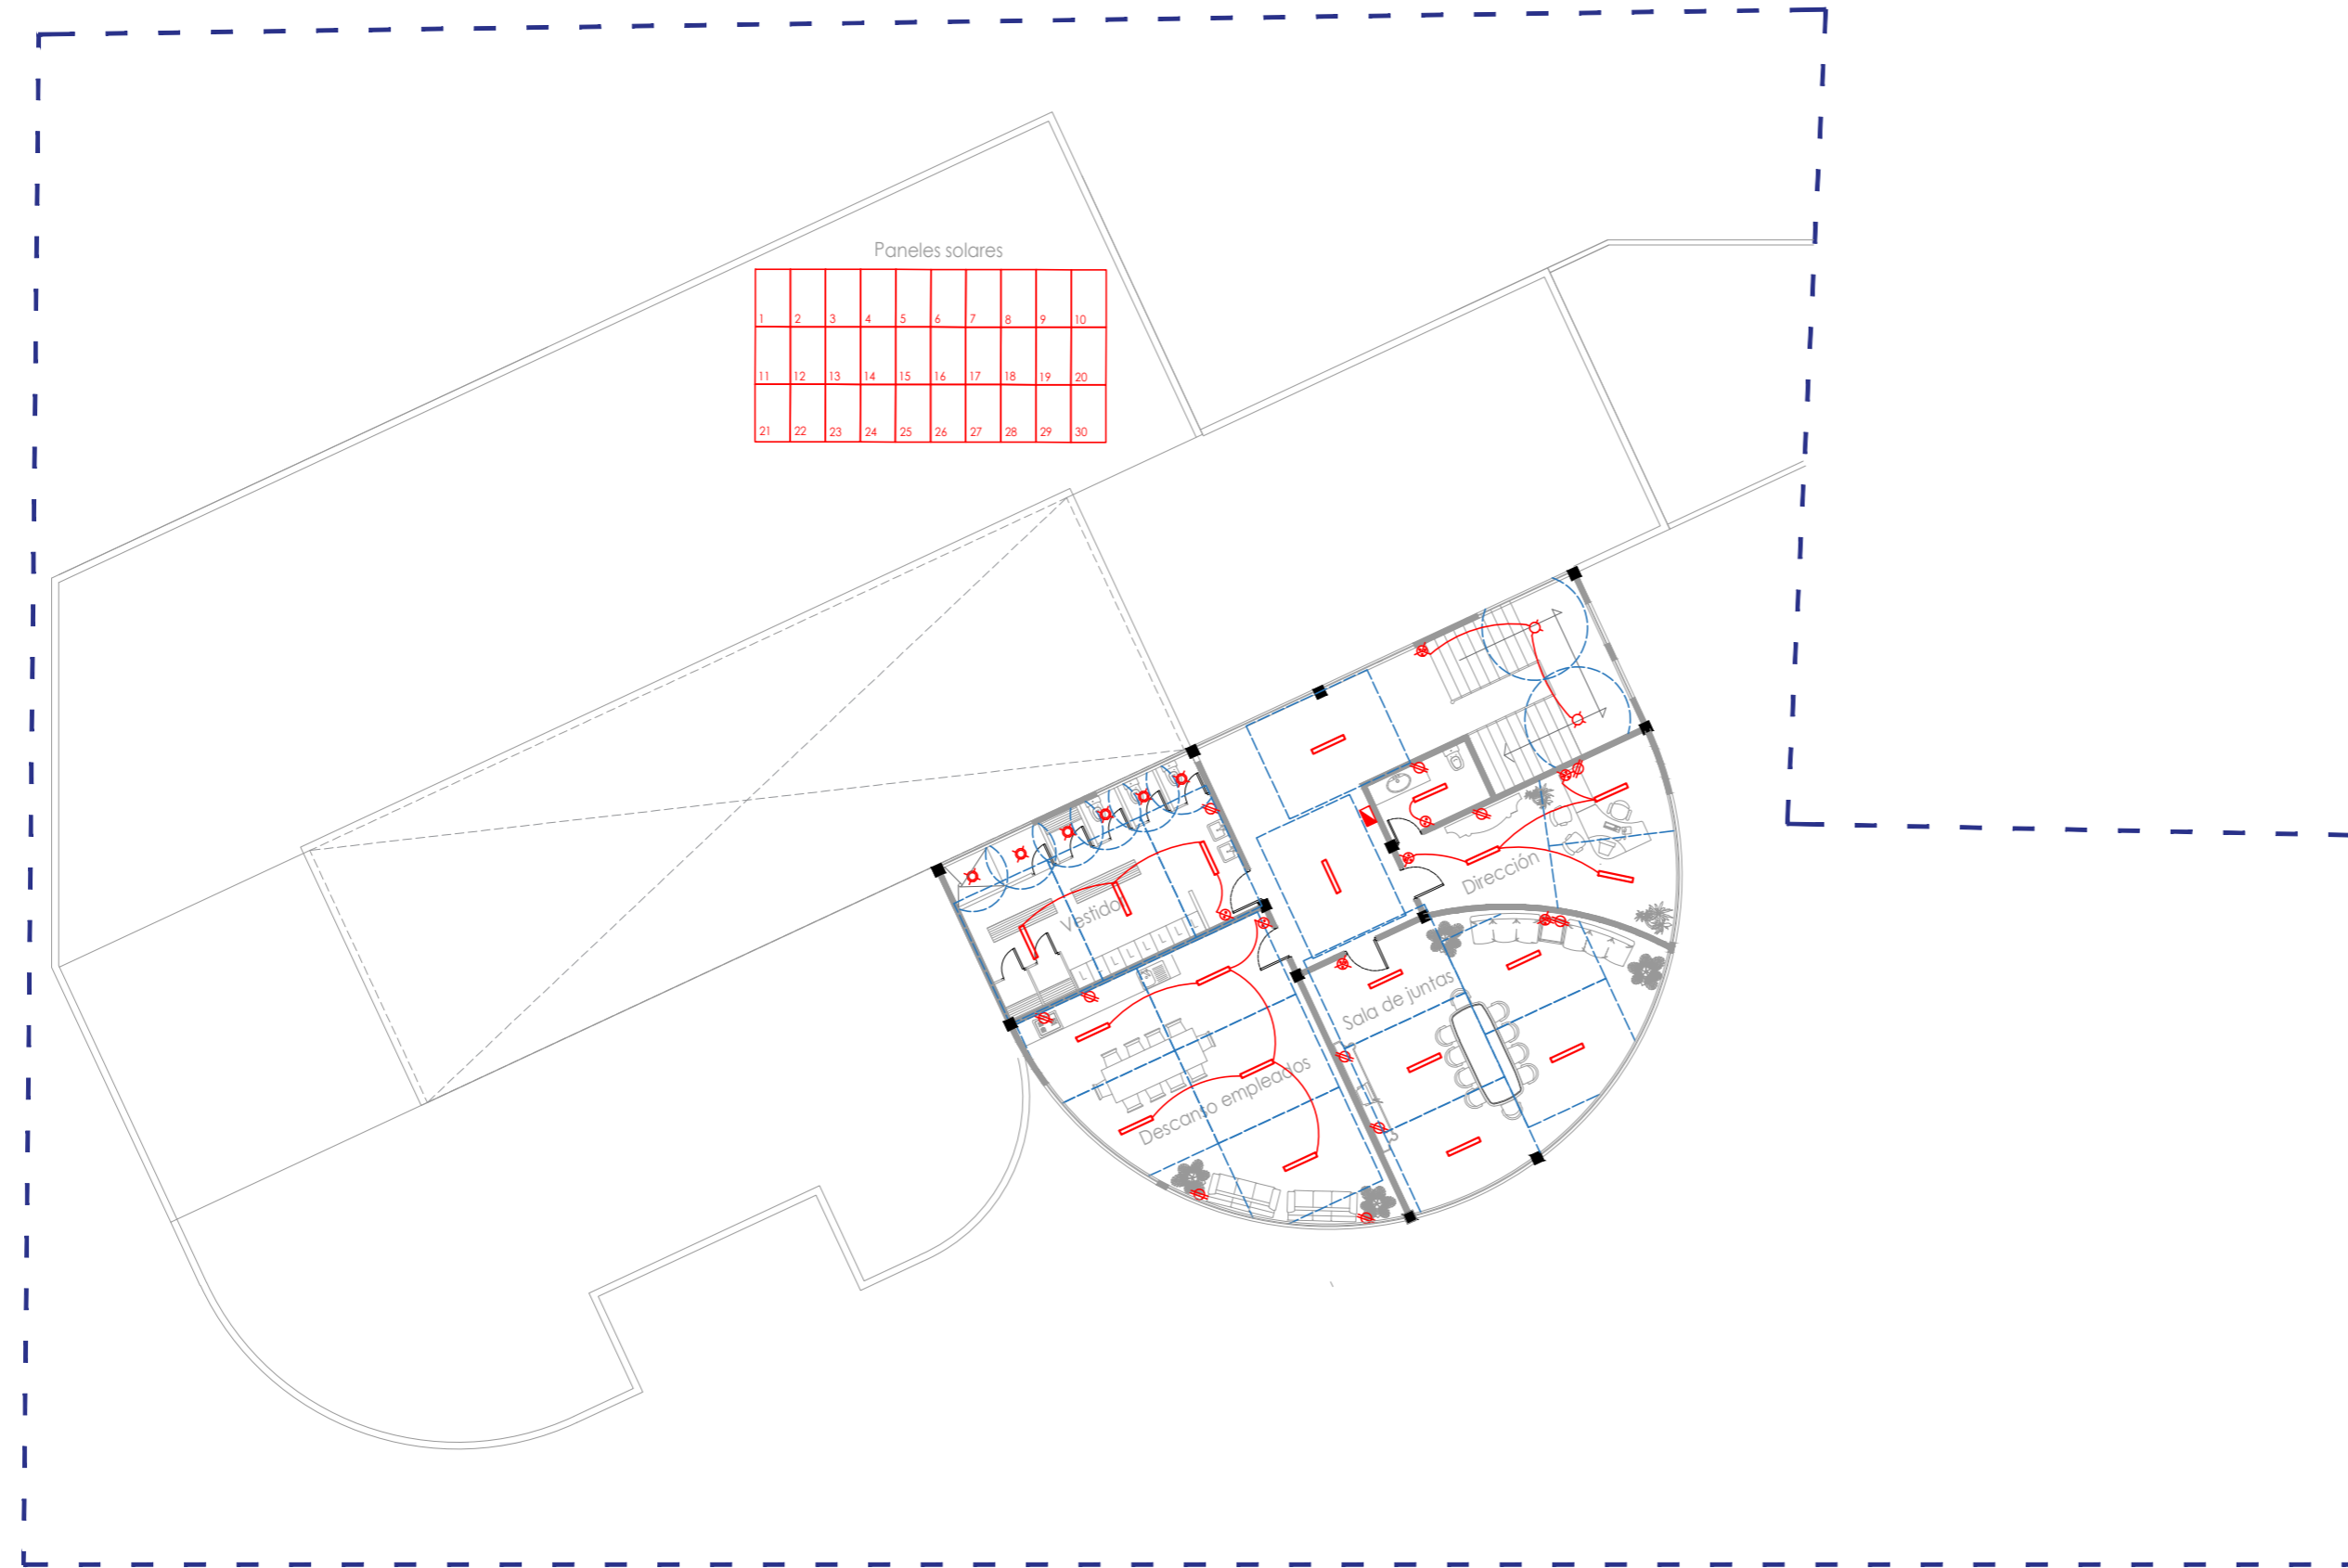 Paneles solares
1 2 3 4 5 6 7 8 9 10
11 12 13 14 15 16 17 18 19 20
21 22 23 24 25 26 27 28 29 30
Dirección
Vestido
L L L L L L L L
Sala de juntas
Descanso empleados